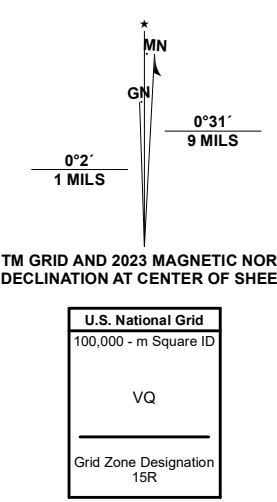 MN
GN
0°31´
9 MILS
0°2´
1 MILS
TM GRID AND 2023 MAGNETIC NOR
DECLINATION AT CENTER OF SHEE
U.S. National Grid
100,000 - m Square ID
VQ
Grid Zone Designation
15R